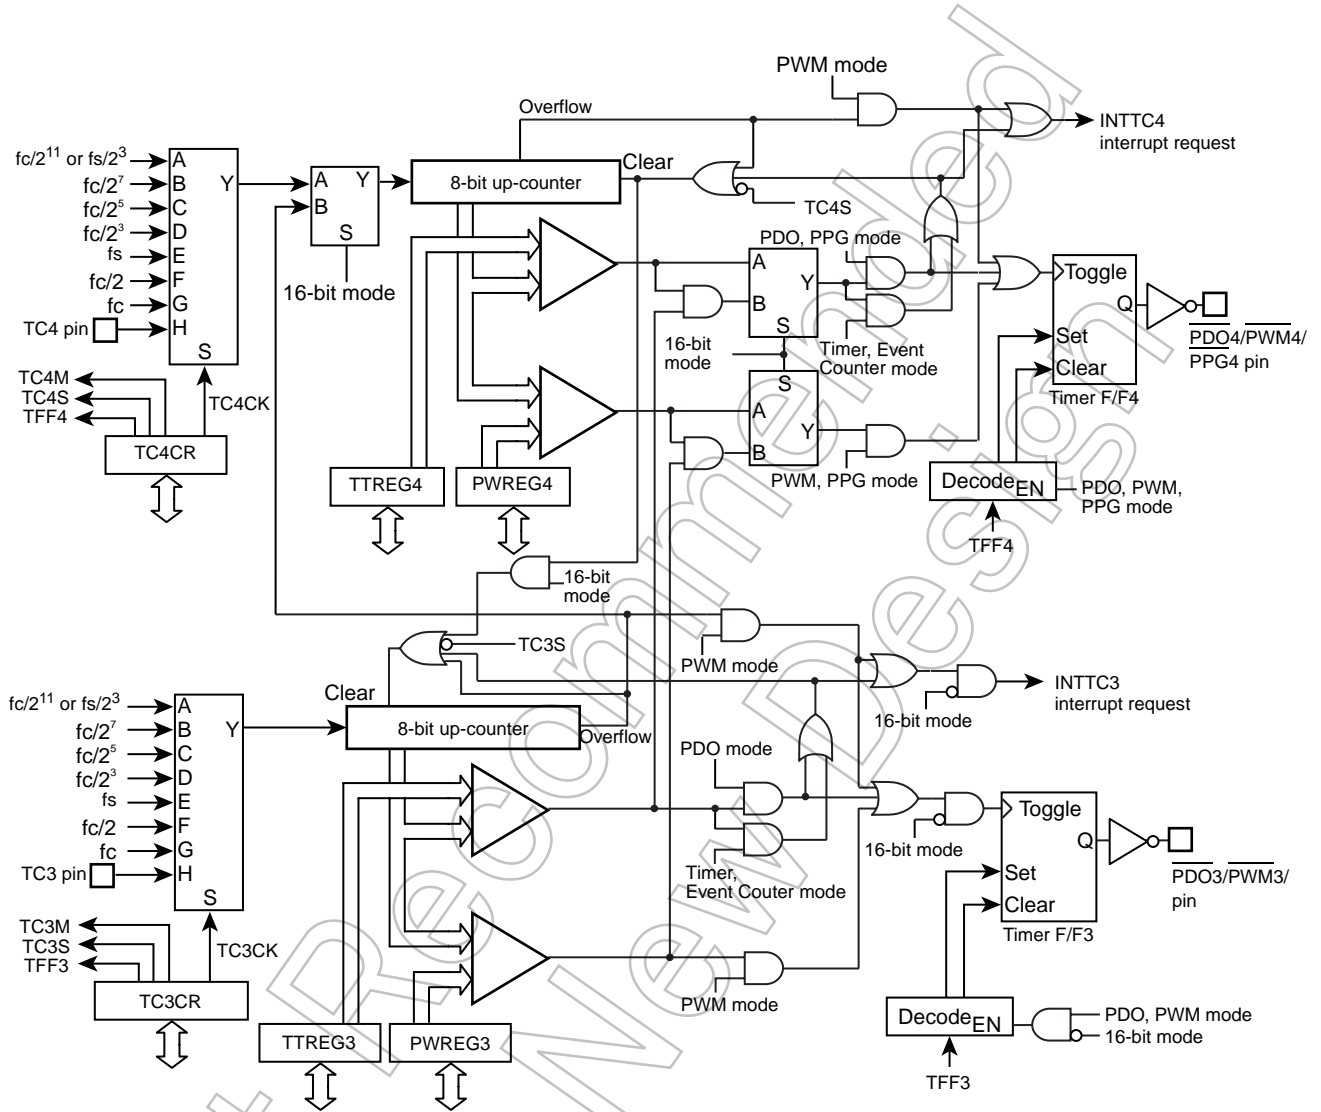 PWM mode
Overflow
INTTC4
interrupt request
fc/2¹¹ or fs/2³
fc/2⁷
fc/2⁵
fc/2³
fs
fc/2
fc
TC4 pin
A
B
C
D
E
F
G
H
Y
S
A
B
Y
S
16-bit mode
8-bit up-counter
Clear
TC4S
TC4M
TC4S
TFF4
TC4CK
TC4CR
TTREG4
PWREG4
PDO, PPG mode
A
B
Y
S
16-bit
mode
Timer, Event
Counter mode
S
A
B
Y
PWM, PPG mode
Toggle
Q
Set
Clear
Timer F/F4
PDO4/PWM4/
PPG4 pin
Decode EN
PDO, PWM,
PPG mode
TFF4
16-bit
mode
TC3S
PWM mode
INTTC3
interrupt request
16-bit mode
fc/2¹¹ or fs/2³
fc/2⁷
fc/2⁵
fc/2³
fs
fc/2
fc
TC3 pin
A
B
C
D
E
F
G
H
Y
S
Clear
8-bit up-counter
Overflow
PDO mode
Timer,
Event Couter mode
16-bit mode
Toggle
Q
Set
Clear
Timer F/F3
PDO3/PWM3/
pin
TC3M
TC3S
TFF3
TC3CK
TC3CR
TTREG3
PWREG3
PWM mode
Decode EN
PDO, PWM mode
16-bit mode
TFF3
t Recommended
New Design